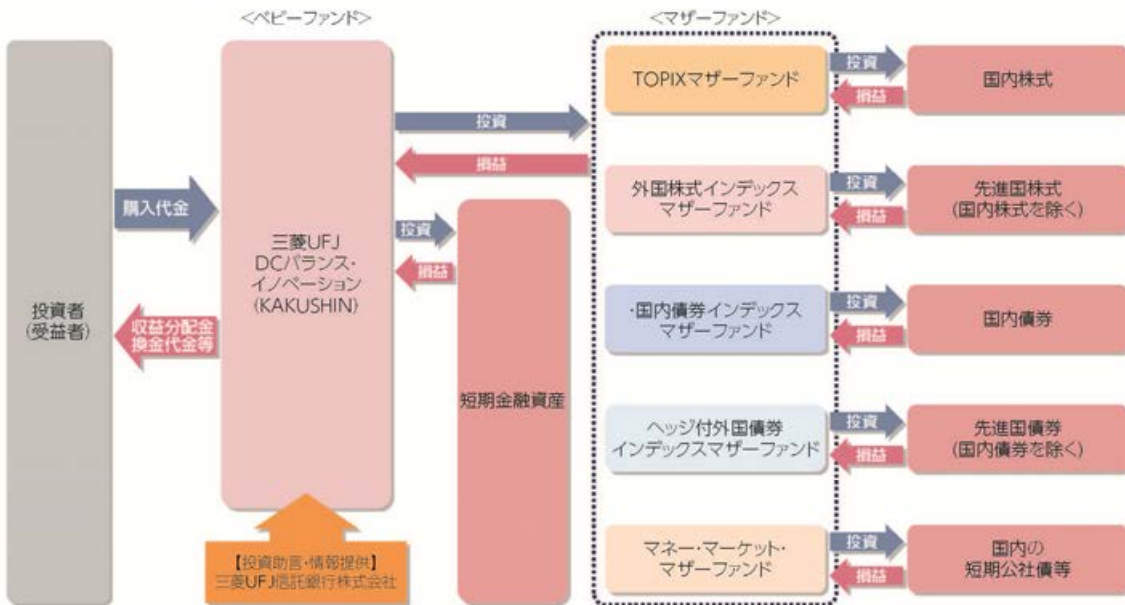 <ベビーファンド>
<マザーファンド>
投資者
(受益者)
購入代金
収益分配金
換金代金等
三菱UFJ
DCバランス・
イノベーション
(KAKUSHIN)
【投資助言・情報提供】
三菱UFJ信託銀行株式会社
投資
損益
投資
損益
短期金融資産
TOPIXマザーファンド
投資
損益
国内株式
外国株式インデックス
マザーファンド
投資
損益
先進国株式
(国内株式を除く)
・国内債券インデックス
マザーファンド
投資
損益
国内債券
ヘッジ付外国債券
インデックスマザーファンド
投資
損益
先進国債券
(国内債券を除く)
マネー・マーケット・
マザーファンド
投資
損益
国内の
短期公社債等